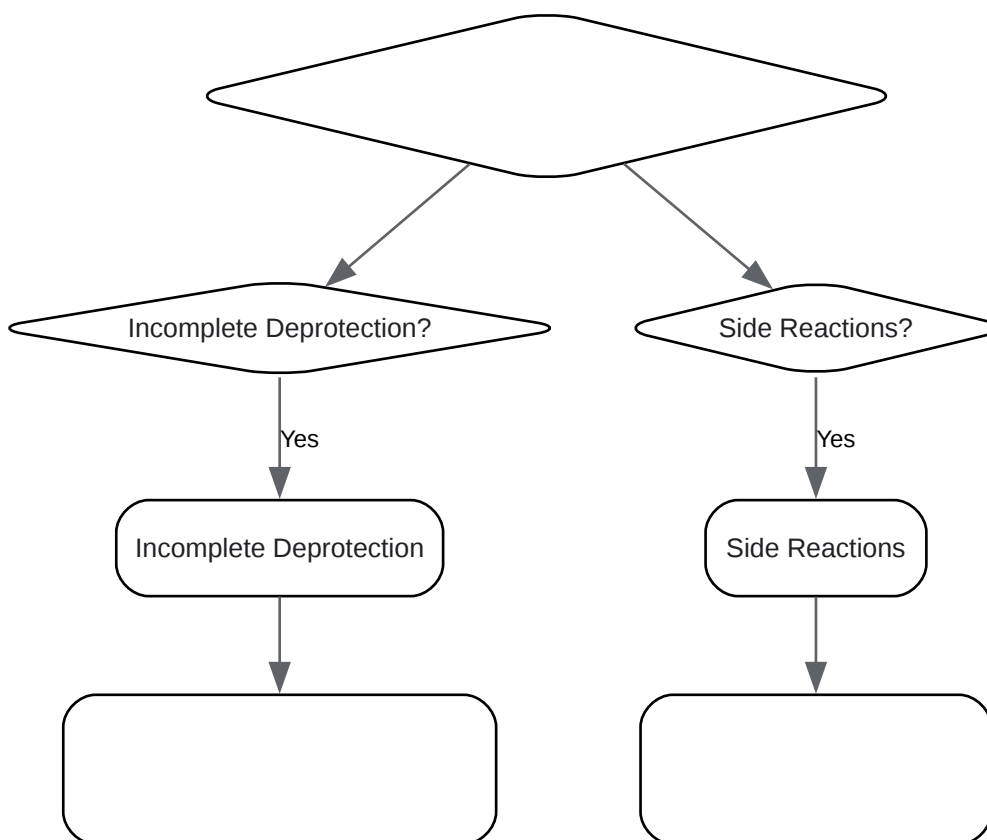 Incomplete Deprotection?
Side Reactions?
Yes
Yes
Incomplete Deprotection
Side Reactions